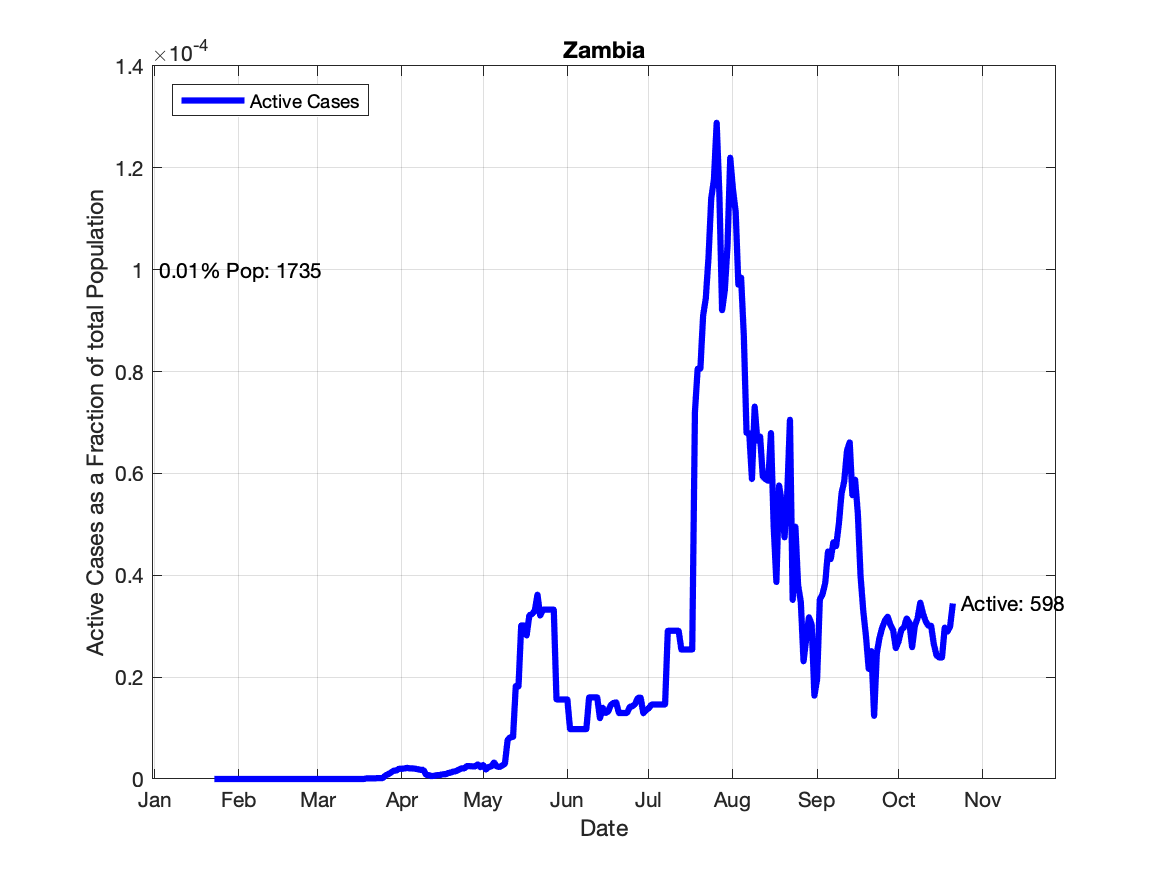 Zambia
×10-4
Active Cases
1.4
1.2
1
0.8
0.6
0.4
0.2
0
0.01% Pop: 1735
Active: 598
Active Cases as a Fraction of total Population
Jan Feb Mar Apr May Jun Jul Aug Sep Oct Nov
Date